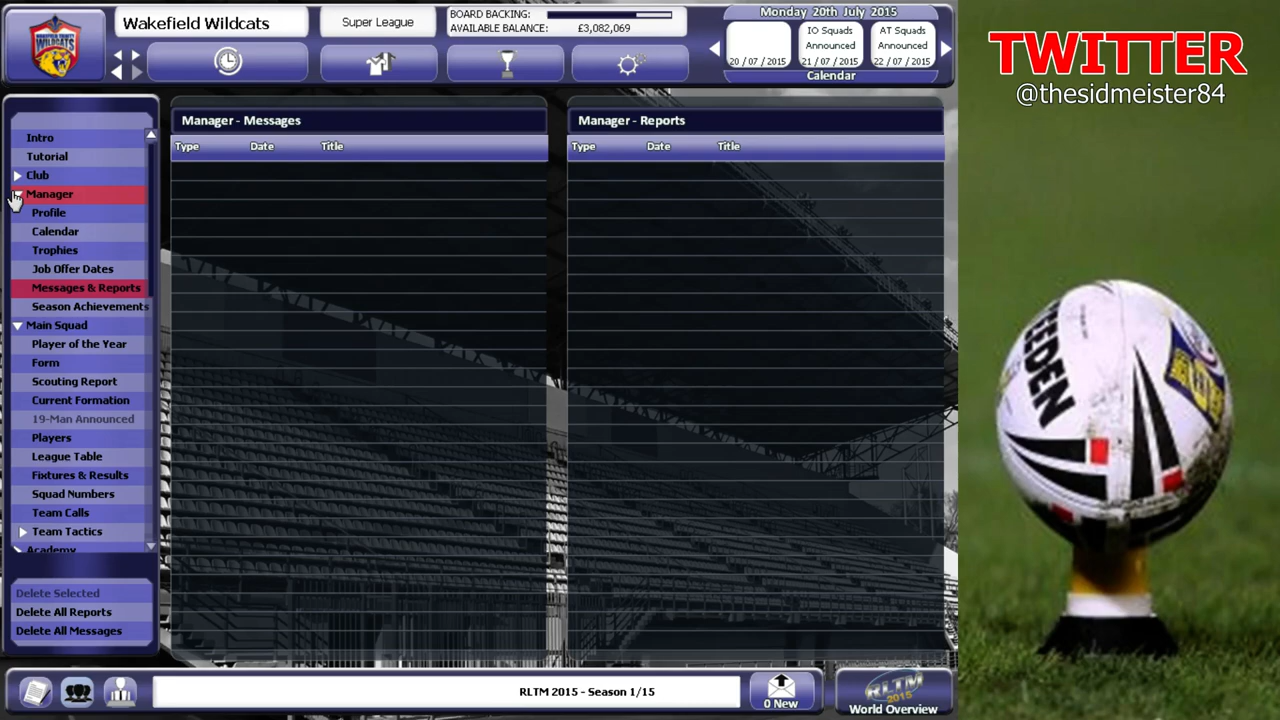 Wakefield Wildcats
Super League
BOARD BACKING:
AVAILABLE BALANCE: £3,082,069
Monday 20th July 2015
20 / 07 / 2015
IO Squads
Announced
21 / 07 / 2015
AT Squads
Announced
22 / 07 / 2015
Calendar
WILDCATS
TWITTER
@thesidmeister84
Intro
Tutorial
Club
Manager
Profile
Calendar
Trophies
Job Offer Dates
Messages & Reports
Season Achievements
Main Squad
Player of the Year
Form
Scouting Report
Current Formation
19-Man Announced
Players
League Table
Fixtures & Results
Squad Numbers
Team Calls
Team Tactics
Academy
Delete Selected
Delete All Reports
Delete All Messages
Manager - Messages
Type Date Title
Manager - Reports
Type Date Title
STEEDEN
RLTM 2015 - Season 1/15
0 New
RLTM
2015
World Overview